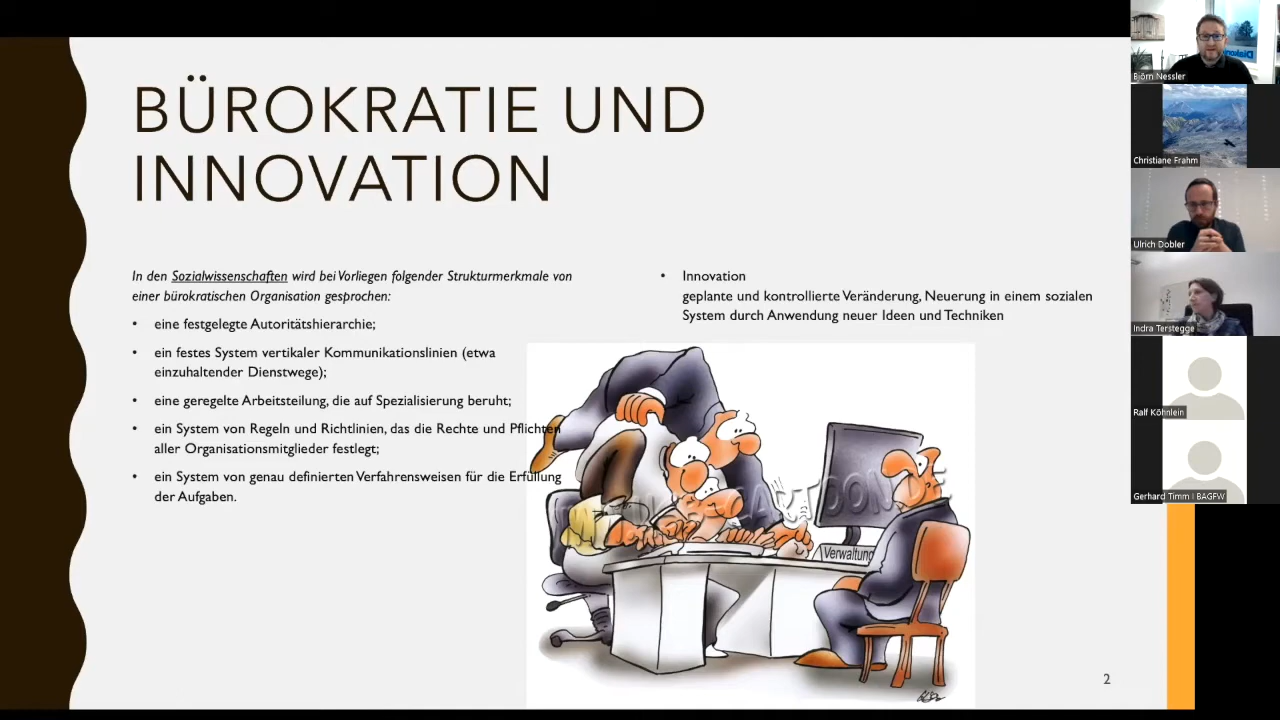 BÜROKRATIE UND
INNOVATION
In den Sozialwissenschaften wird bei Vorliegen folgender Strukturmerkmale von
einer bürokratischen Organisation gesprochen:
• eine festgelegte Autoritätshierarchie;
• ein festes System vertikaler Kommunikationslinien (etwa
einzuhaltender Dienstwege);
• eine geregelte Arbeitsteilung, die auf Spezialisierung beruht;
• ein System von Regeln und Richtlinien, das die Rechte und Pflichten
aller Organisationsmitglieder festlegt;
• ein System von genau definierten Verfahrensweisen für die Erfüllung
der Aufgaben.
• Innovation
geplante und kontrollierte Veränderung, Neuerung in einem sozialen
System durch Anwendung neuer Ideen und Techniken
Verwaltung
2
Björn Nessler
Christiane Frahm
Ulrich Dobler
Indra Terstegge
Ralf Köhnlein
Gerhard Timm I BAGFW